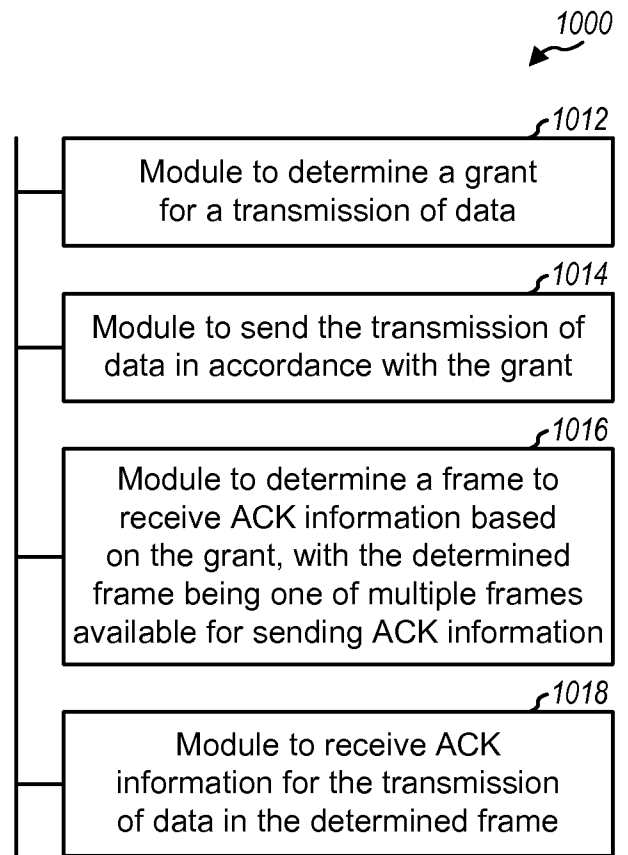 1000
1012
Module to determine a grant
for a transmission of data
1014
Module to send the transmission of
data in accordance with the grant
1016
Module to determine a frame to
receive ACK information based
on the grant, with the determined
frame being one of multiple frames
available for sending ACK information
1018
Module to receive ACK
information for the transmission
of data in the determined frame